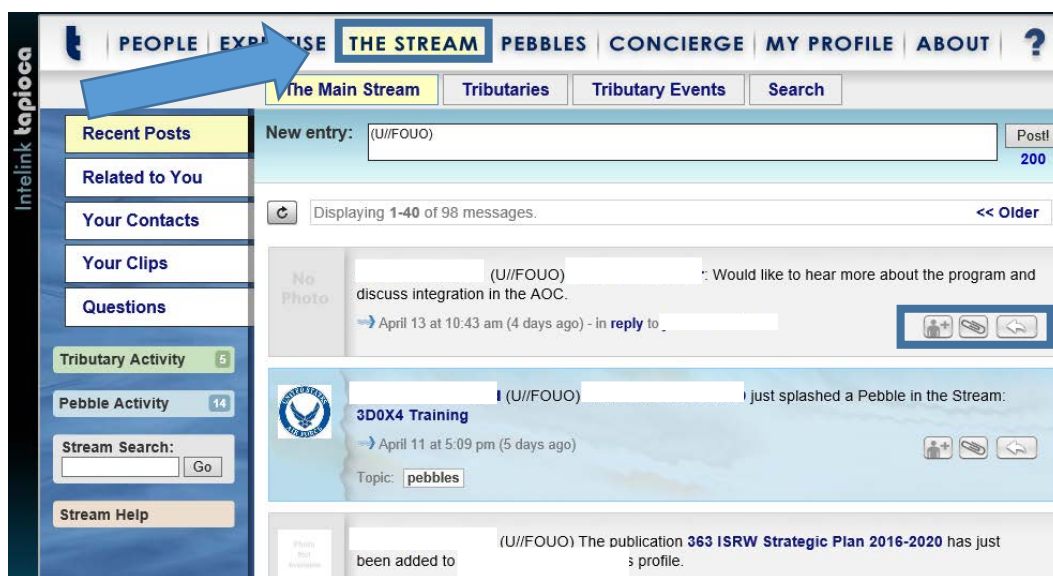 Intelink tapioca
t PEOPLE EXPERTISE THE STREAM PEBBLES CONCIERGE MY PROFILE ABOUT ?
The Main Stream Tributaries Tributary Events Search
Recent Posts
Related to You
Your Contacts
Your Clips
Questions
Tributary Activity 5
Pebble Activity 14
Stream Search:
Go
Stream Help
New entry: (U//FOUO) Post!
200
Displaying 1-40 of 98 messages. << Older
No
Photo
(U//FOUO) : Would like to hear more about the program and
discuss integration in the AOC.
April 13 at 10:43 am (4 days ago) - in reply to
(U//FOUO) just splashed a Pebble in the Stream:
3D0X4 Training
April 11 at 5:09 pm (5 days ago)
Topic: pebbles
Photo
Not
Available
(U//FOUO) The publication 363 ISRW Strategic Plan 2016-2020 has just
been added to s profile.